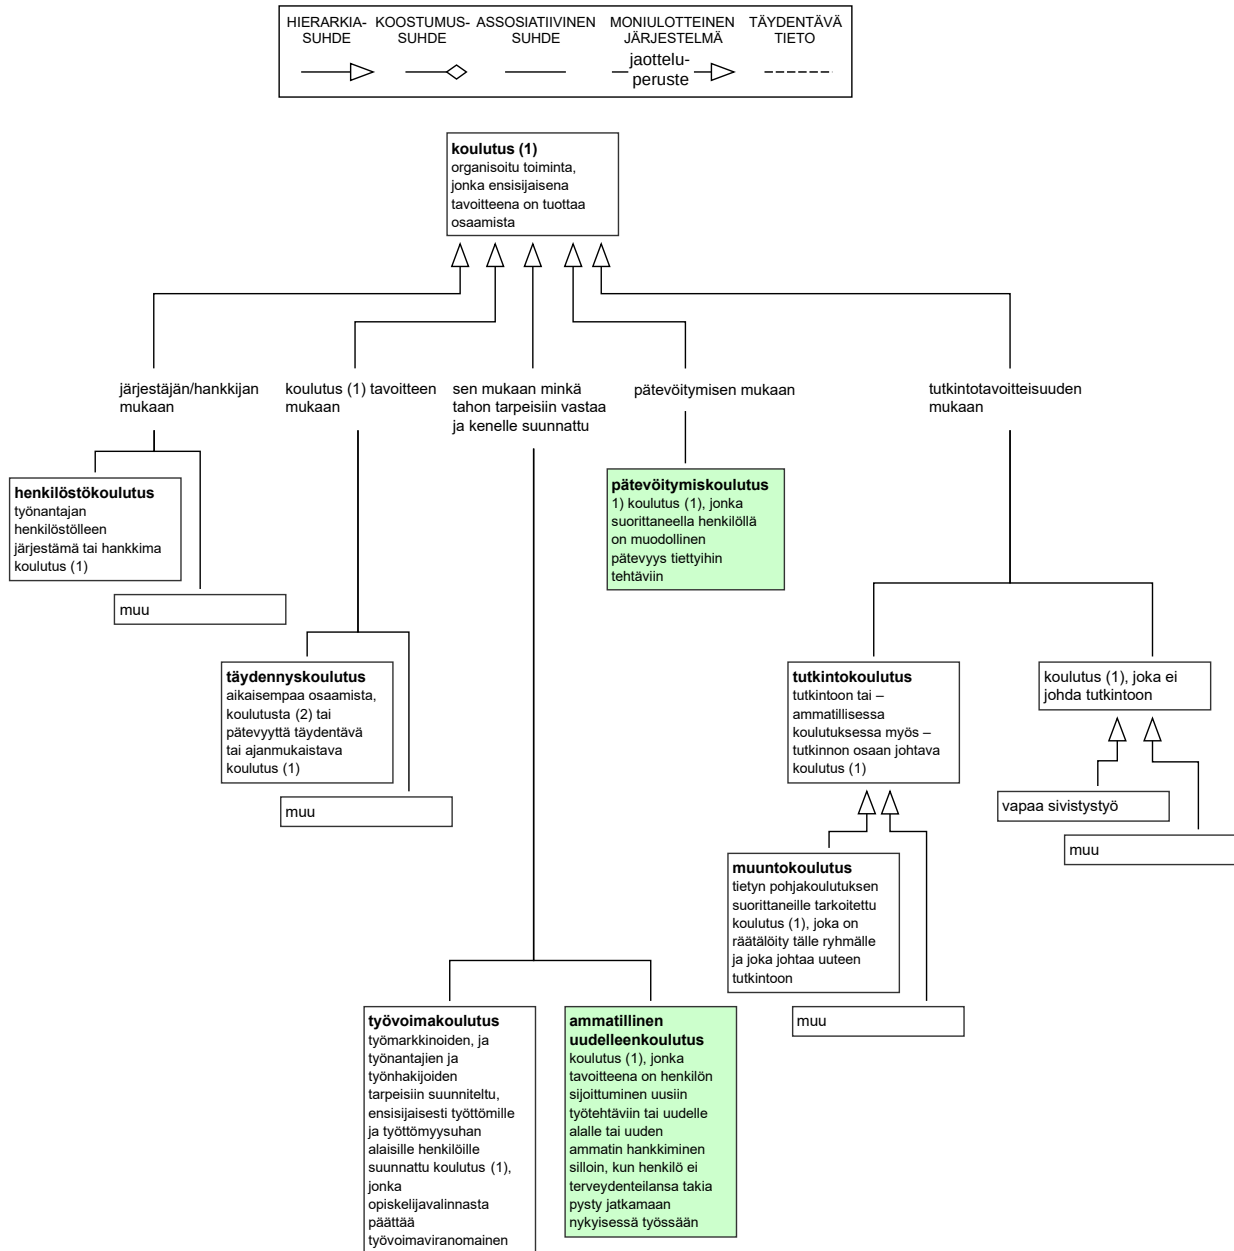 HIERARKIA-
SUHDE
KOOSTUMUS-
SUHDE
ASSOSIATIIVINEN
SUHDE
MONIULOTTEINEN
JÄRJESTELMÄ
jaottelu-
peruste
TÄYDENTÄVÄ
TIETO
koulutus (1)
organisoitu toiminta,
jonka ensisijaisena
tavoitteena on tuottaa
osaamista
järjestäjän/hankkijan
mukaan
koulutus (1) tavoitteen
mukaan
sen mukaan minkä
tahon tarpeisiin vastaa
ja kenelle suunnattu
pätevöitymisen mukaan
tutkintotavoitteisuuden
mukaan
henkilöstökoulutus
työnantajan
henkilöstölleen
järjestämä tai hankkima
koulutus (1)
muu
pätevöitymiskoulutus
1) koulutus (1), jonka
suorittaneella henkilöllä
on muodollinen
pätevyys tiettyihin
tehtäviin
täydennyskoulutus
aikaisempaa osaamista,
koulutusta (2) tai
pätevyyttä täydentävä
tai ajanmukaistava
koulutus (1)
muu
tutkintokoulutus
tutkintoon tai –
ammatillisessa
koulutuksessa myös –
tutkinnon osaan johtava
koulutus (1)
koulutus (1), joka ei
johda tutkintoon
vapaa sivistystyö
muu
muuntokoulutus
tietyn pohjakoulutuksen
suorittaneille tarkoitettu
koulutus (1), joka on
räätälöity tälle ryhmälle
ja joka johtaa uuteen
tutkintoon
muu
työvoimakoulutus
työmarkkinoiden, ja
työnantajien ja
työnhakijoiden
tarpeisiin suunniteltu,
ensisijaisesti työttömille
ja työttömyysuhan
alaisille henkilöille
suunnattu koulutus (1),
jonka
opiskelijavalinnasta
päättää
työvoimaviranomainen
ammatillinen
uudelleenkoulutus
koulutus (1), jonka
tavoitteena on henkilön
sijoittuminen uusiin
työtehtäviin tai uudelle
alalle tai uuden
ammatin hankkiminen
silloin, kun henkilö ei
terveydenteilansa takia
pysty jatkamaan
nykyisessä työssään